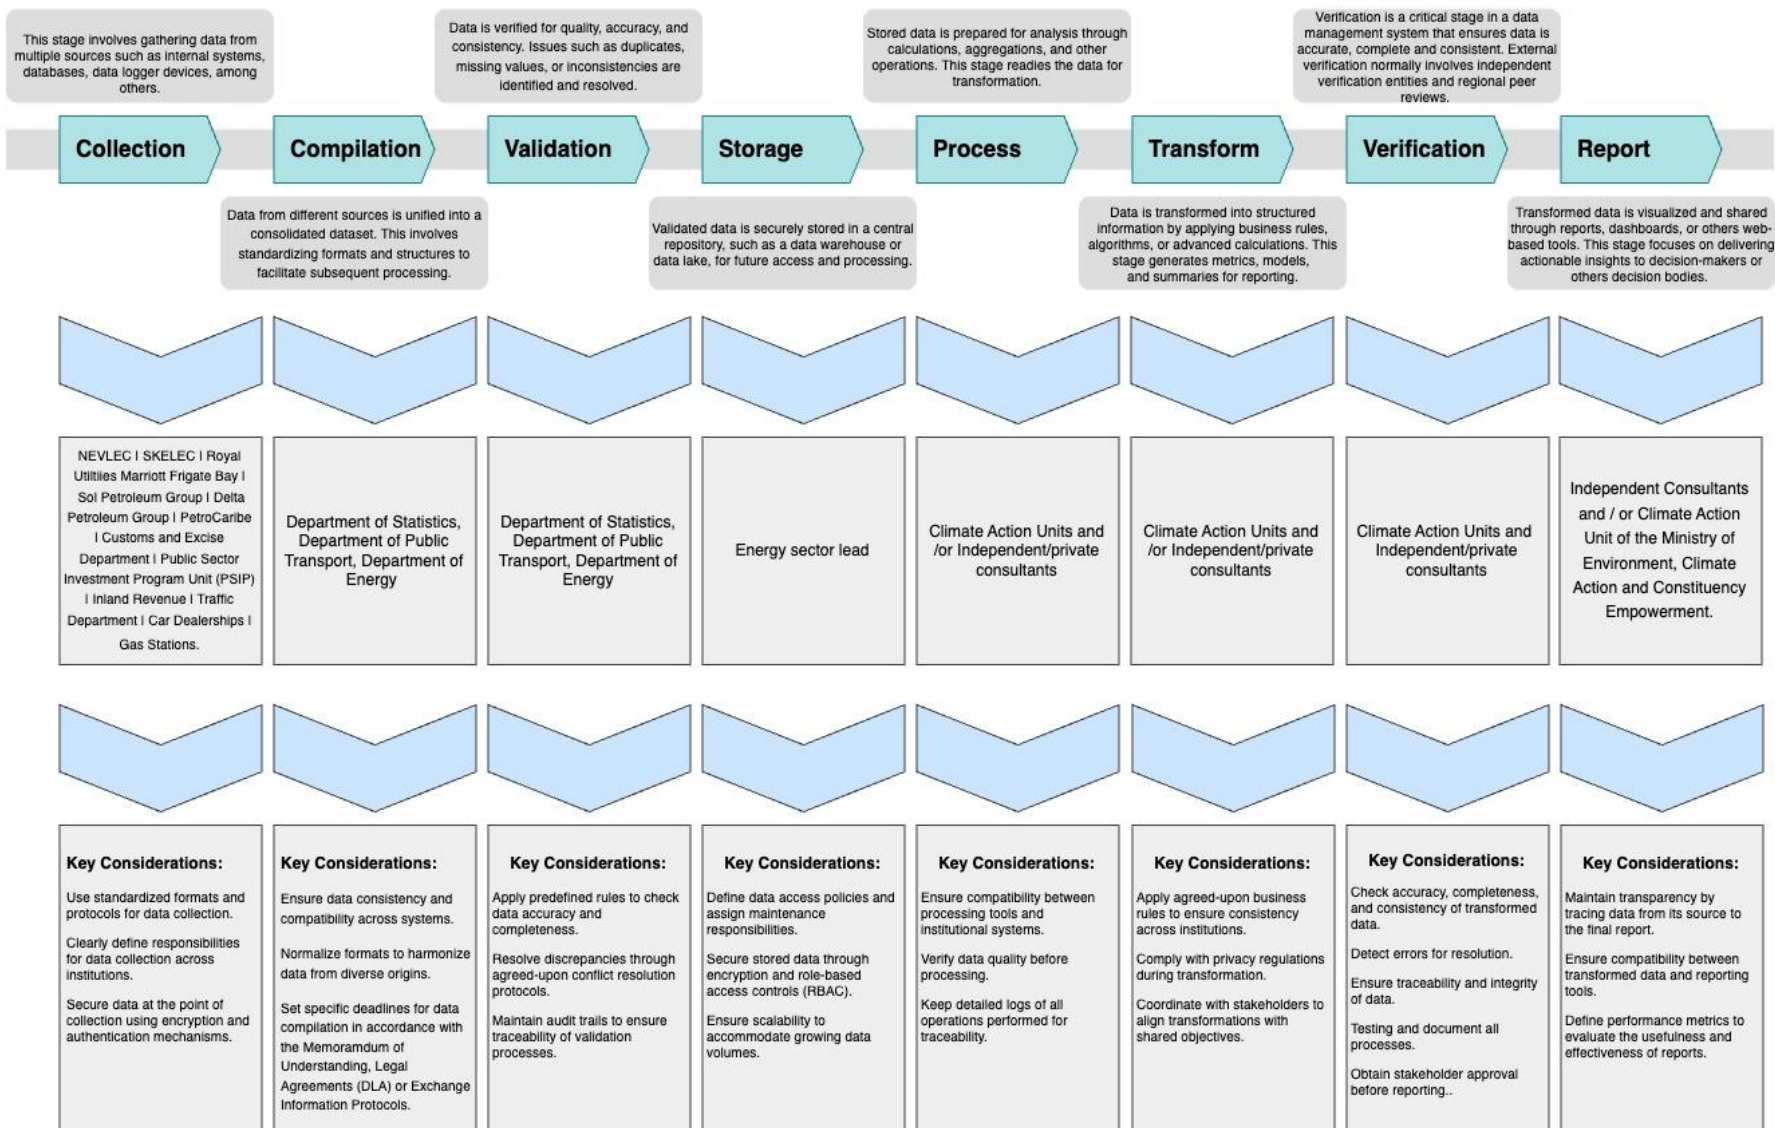 This stage involves gathering data from
multiple sources such as internal systems,
databases, data logger devices, among
others.
Data is verified for quality, accuracy, and
consistency. Issues such as duplicates,
missing values, or inconsistencies are
identified and resolved.
Stored data is prepared for analysis through
calculations, aggregations, and other
operations. This stage readies the data for
transformation.
Verification is a critical stage in a data
management system that ensures data is
accurate, complete and consistent. External
verification normally involves independent
verification entities and regional peer
reviews.
Collection
Compilation
Validation
Storage
Process
Transform
Verification
Report
Data from different sources is unified into a
consolidated dataset. This involves
standardizing formats and structures to
facilitate subsequent processing.
Validated data is securely stored in a central
repository, such as a data warehouse or
data lake, for future access and processing.
Data is transformed into structured
information by applying business rules,
algorithms, or advanced calculations. This
stage generates metrics, models,
and summaries for reporting.
Transformed data is visualized and shared
through reports, dashboards, or others web-
based tools. This stage focuses on delivering
actionable insights to decision-makers or
others decision bodies.
NEVLEC I SKELEC I Royal
Utiltiies Marriott Frigate Bay I
Sol Petroleum Group I Delta
Petroleum Group I PetroCaribe
I Customs and Excise
Department I Public Sector
Investment Program Unit (PSIP)
I Inland Revenue I Traffic
Department I Car Dealerships I
Gas Stations.
Department of Statistics,
Department of Public
Transport, Department of
Energy
Department of Statistics,
Department of Public
Transport, Department of
Energy
Energy sector lead
Climate Action Units and
/or Independent/private
consultants
Climate Action Units and
/or Independent/private
consultants
Climate Action Units and
Independent/private
consultants
Independent Consultants
and / or Climate Action
Unit of the Ministry of
Environment, Climate
Action and Constituency
Empowerment.
Key Considerations:
Use standardized formats and
protocols for data collection.
Clearly define responsibilities
for data collection across
institutions.
Secure data at the point of
collection using encryption and
authentication mechanisms.
Key Considerations:
Ensure data consistency and
compatibility across systems.
Normalize formats to harmonize
data from diverse origins.
Set specific deadlines for data
compilation in accordance with
the Memoramdum of
Understanding, Legal
Agreements (DLA) or Exchange
Information Protocols.
Key Considerations:
Apply predefined rules to check
data accuracy and
completeness.
Resolve discrepancies through
agreed-upon conflict resolution
protocols.
Maintain audit trails to ensure
traceability of validation
processes.
Key Considerations:
Define data access policies and
assign maintenance
responsibilities.
Secure stored data through
encryption and role-based
access controls (RBAC).
Ensure scalability to
accommodate growing data
volumes.
Key Considerations:
Ensure compatibility between
processing tools and
institutional systems.
Verify data quality before
processing.
Keep detailed logs of all
operations performed for
traceability.
Key Considerations:
Apply agreed-upon business
rules to ensure consistency
across institutions.
Comply with privacy regulations
during transformation.
Coordinate with stakeholders to
align transformations with
shared objectives.
Key Considerations:
Check accuracy, completeness,
and consistency of transformed
data.
Detect errors for resolution.
Ensure traceability and integrity
of data.
Testing and document all
processes.
Obtain stakeholder approval
before reporting..
Key Considerations:
Maintain transparency by
tracing data from its source to
the final report.
Ensure compatibility between
transformed data and reporting
tools.
Define performance metrics to
evaluate the usefulness and
effectiveness of reports.